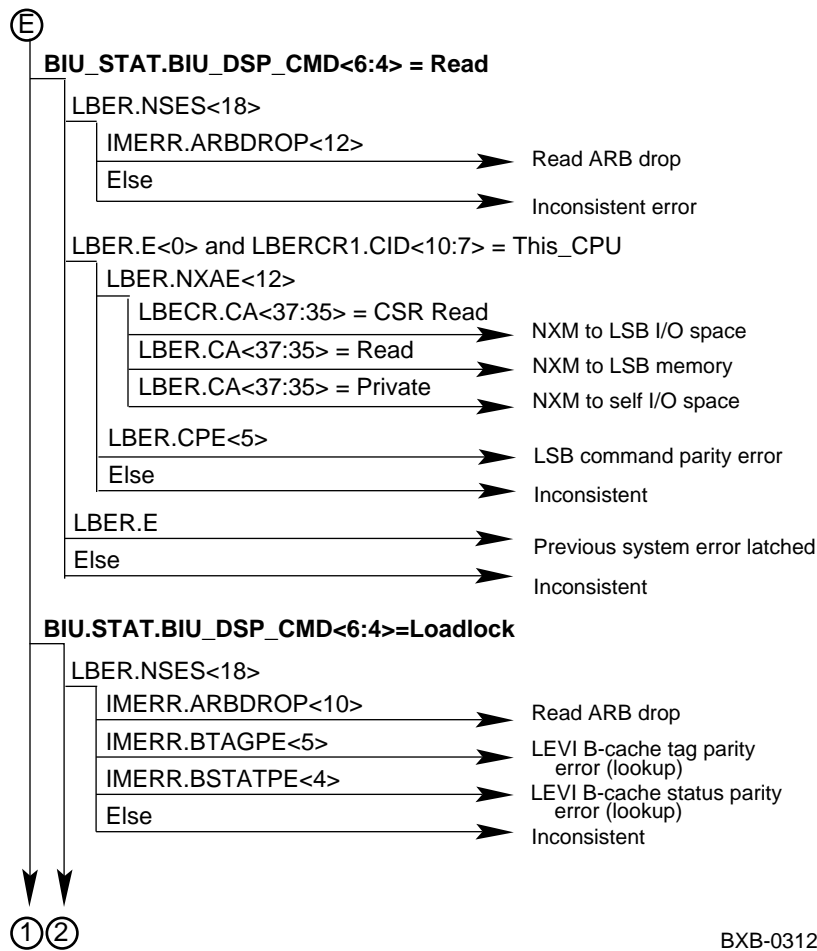 E
BIU_STAT.BIU_DSP_CMD<6:4> = Read
LBER.NSES<18>
IMERR.ARBDROP<12>
Read ARB drop
Else
Inconsistent error
LBER.E<0> and LBERCR1.CID<10:7> = This_CPU
LBER.NXAE<12>
LBECR.CA<37:35> = CSR Read
NXM to LSB I/O space
LBER.CA<37:35> = Read
NXM to LSB memory
LBER.CA<37:35> = Private
NXM to self I/O space
LBER.CPE<5>
LSB command parity error
Else
Inconsistent
LBER.E
Previous system error latched
Else
Inconsistent
BIU.STAT.BIU_DSP_CMD<6:4>=Loadlock
LBER.NSES<18>
IMERR.ARBDROP<10>
Read ARB drop
IMERR.BTAGPE<5>
LEVI B-cache tag parity
error (lookup)
IMERR.BSTATPE<4>
LEVI B-cache status parity
error (lookup)
Else
Inconsistent
1 2
BXB-0312